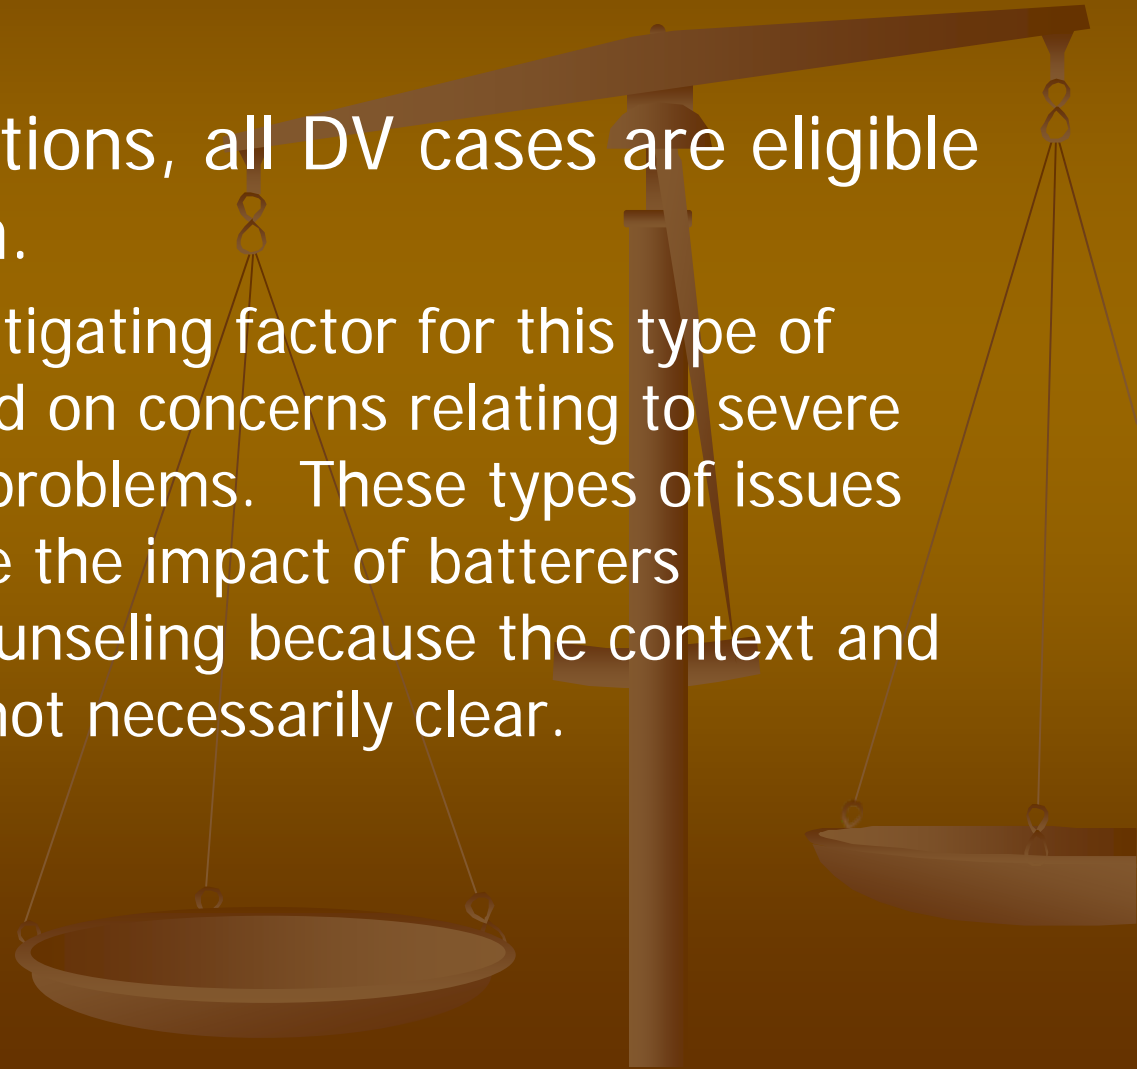 tions, all DV cases are eligible
n.
tigating factor for this type of
d on concerns relating to severe
problems.  These types of issues
e the impact of batterers
unseling because the context and
not necessarily clear.